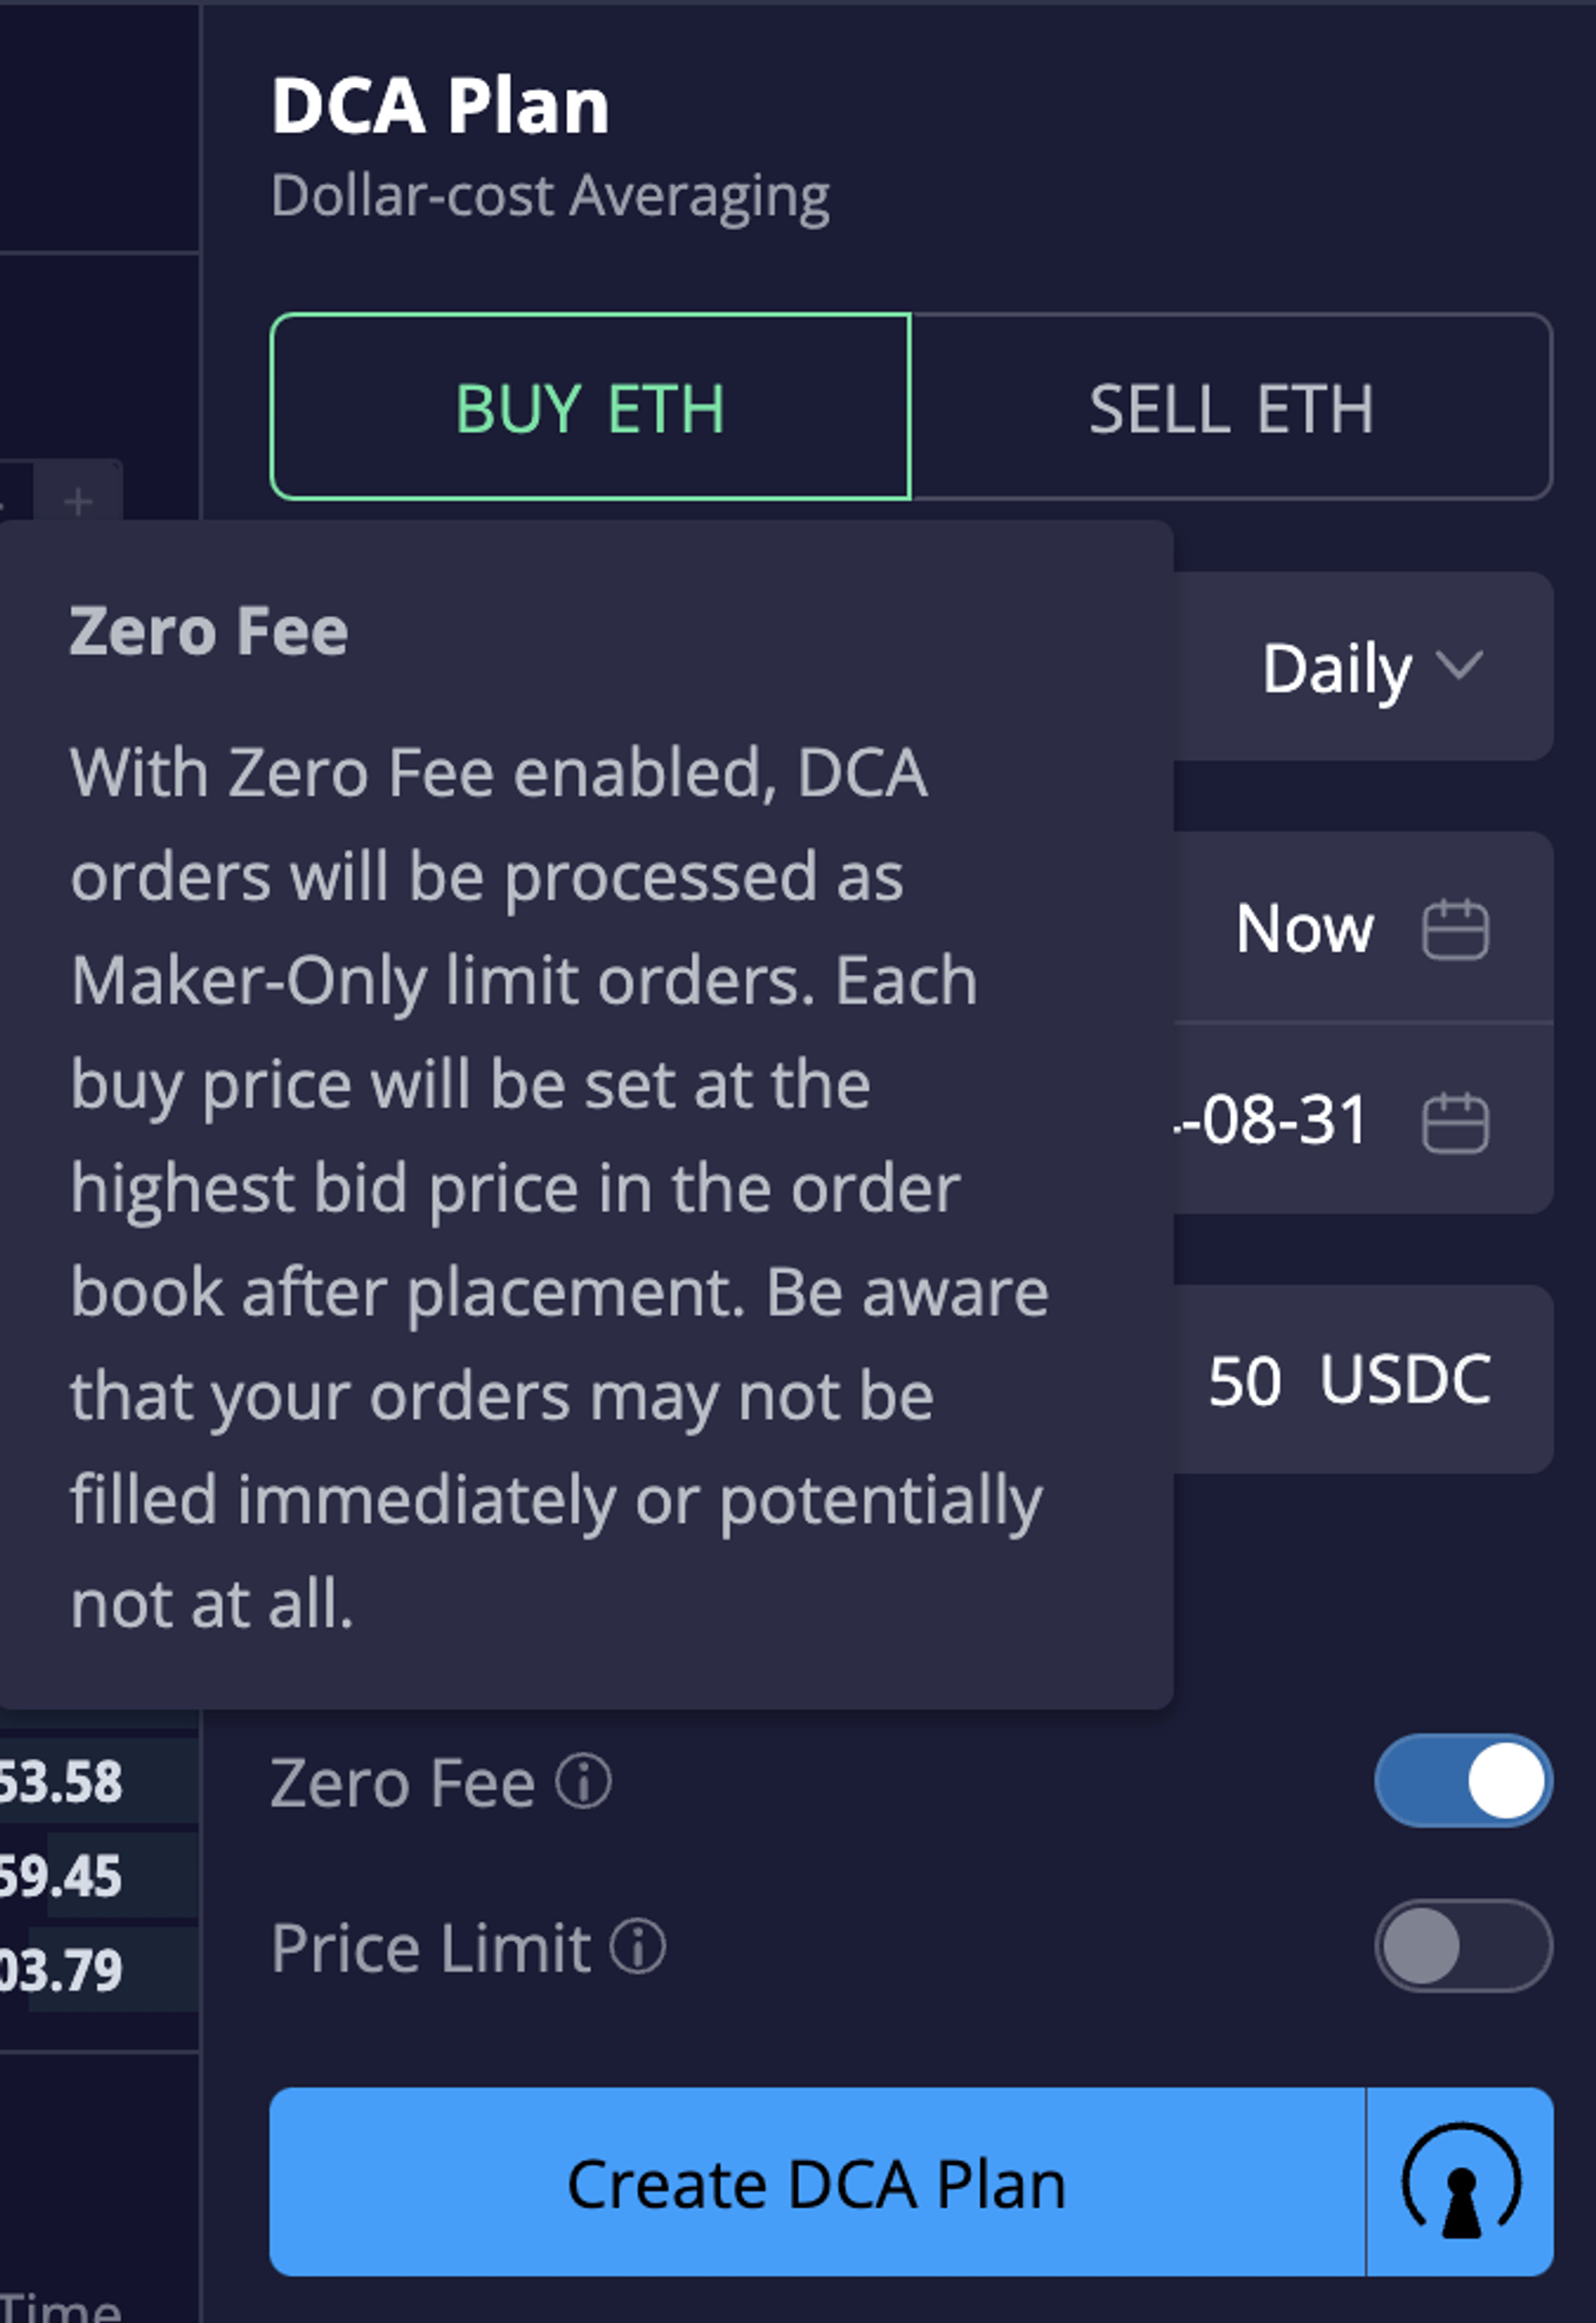 DCA Plan
Dollar-cost Averaging
BUY ETH
SELL ETH
+
Zero Fee
With Zero Fee enabled, DCA
orders will be processed as
Maker-Only limit orders. Each
buy price will be set at the
highest bid price in the order
book after placement. Be aware
that your orders may not be
filled immediately or potentially
not at all.
Daily
Now
-08-31
50 USDC
53.58
59.45
03.79
Zero Fee
Price Limit
Create DCA Plan
Time